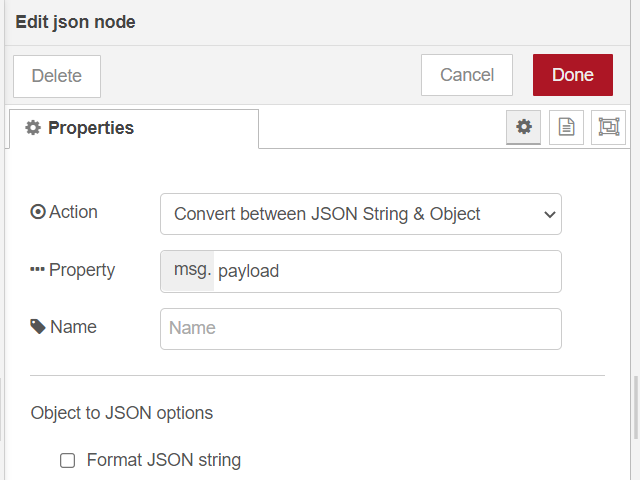 Edit json node
Delete
Cancel
Done
Properties
Action
Convert between JSON String & Object
Property
msg. payload
Name
Name
Object to JSON options
Format JSON string